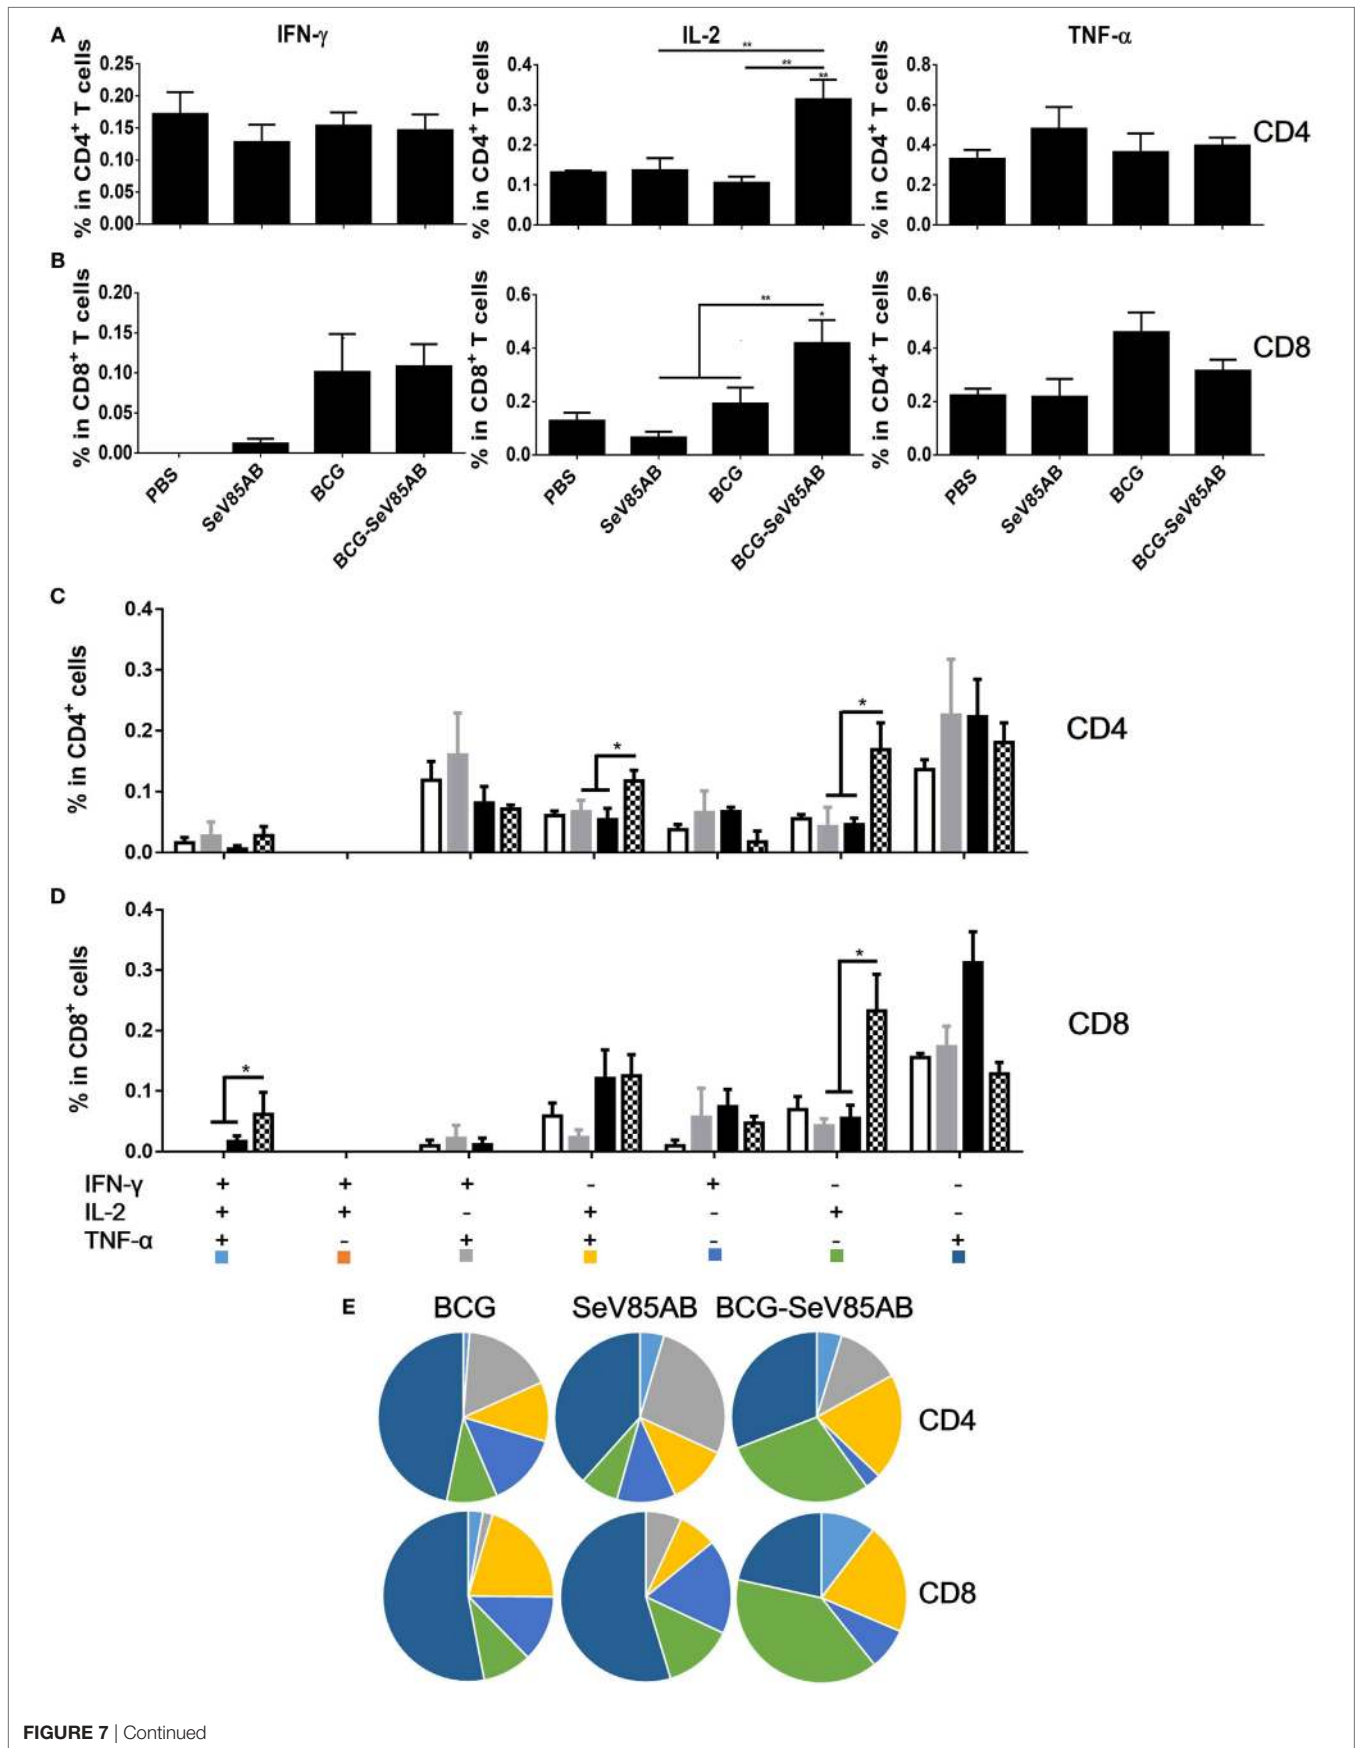 A
IFN-γ
IL-2
TNF-α
% in CD4+ T cells
0.25
0.20
0.15
0.10
0.05
0.00
% in CD4+ T cells
0.4
0.3
0.2
0.1
0.0
**
**
**
% in CD4+ T cells
0.8
0.6
0.4
0.2
0.0
CD4
B
% in CD8+ T cells
0.20
0.15
0.10
0.05
0.00
PBS
SeV85AB
BCG
BCG-SeV85AB
% in CD8+ T cells
0.6
0.4
0.2
0.0
**
*
PBS
SeV85AB
BCG
BCG-SeV85AB
% in CD4+ T cells
0.6
0.4
0.2
0.0
PBS
SeV85AB
BCG
BCG-SeV85AB
CD8
C
% in CD4+ cells
0.4
0.3
0.2
0.1
0.0
*
*
CD4
D
% in CD8+ cells
0.4
0.3
0.2
0.1
0.0
*
*
CD8
IFN-γ + + + - + - -
IL-2 + + - + - + -
TNF-α + - + + - - +
E
BCG SeV85AB BCG-SeV85AB
CD4
CD8
FIGURE 7 | Continued